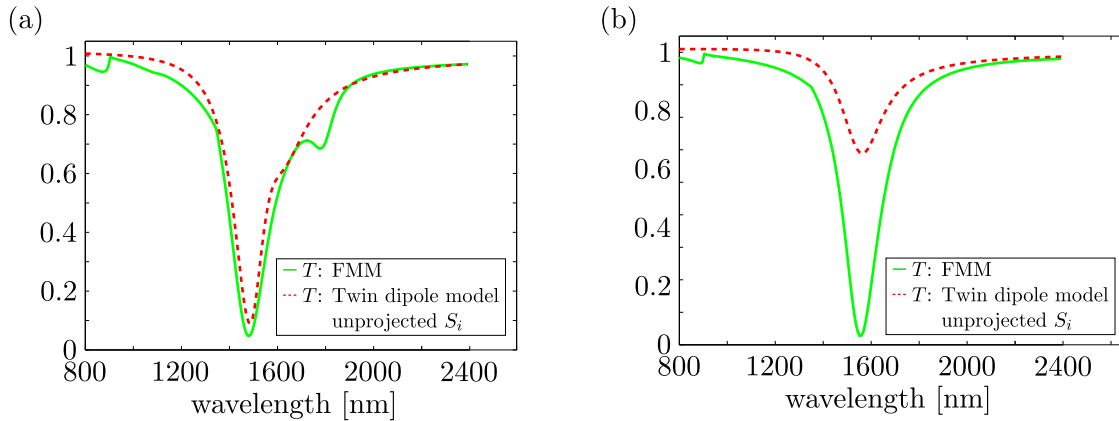 (a)
1
0.8
0.6
0.4
0.2
0
800 1200 1600 2000 2400
wavelength [nm]
T: FMM
T: Twin dipole model
unprojected Si
(b)
1
0.8
0.6
0.4
0.2
0
800 1200 1600 2000 2400
wavelength [nm]
T: FMM
T: Twin dipole model
unprojected Si